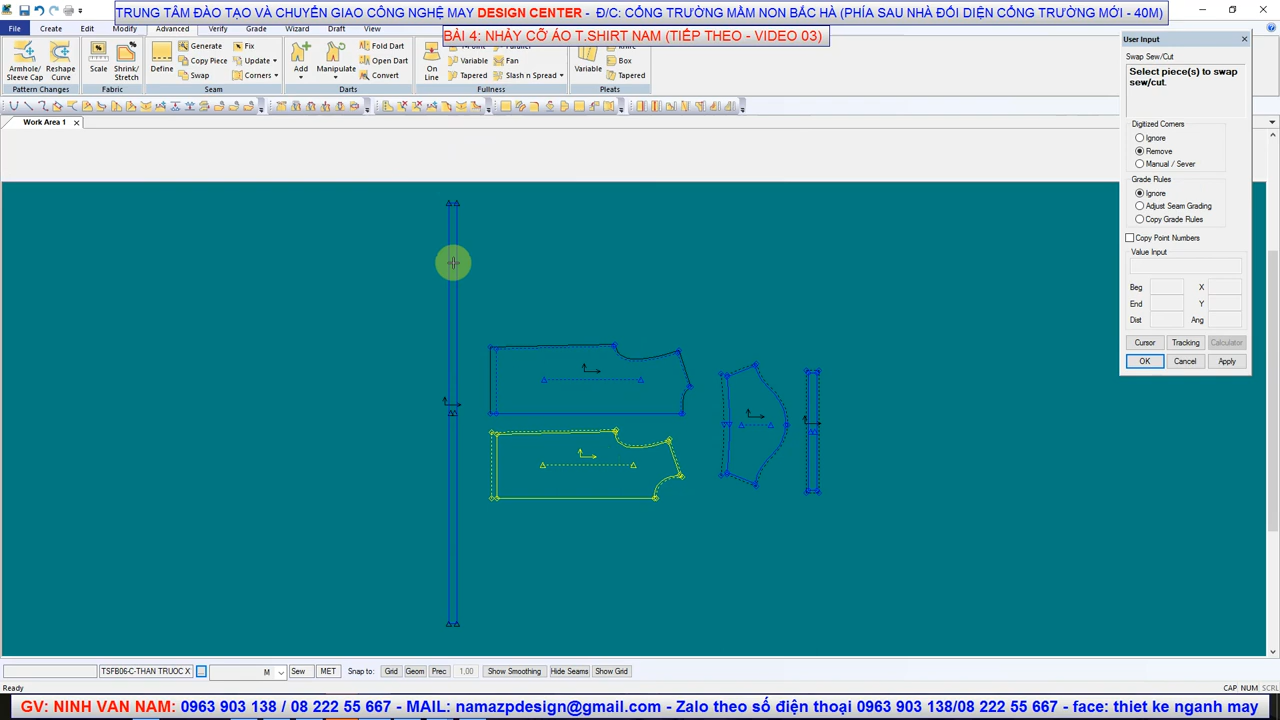 TRUNG TÂM ĐÀO TẠO VÀ CHUYỂN GIAO CÔNG NGHỆ MAY DESIGN CENTER - Đ/C: CỔNG TRƯỜNG MẦM NON BẮC HÀ (PHÍA SAU NHÀ ĐỐI DIỆN CỔNG TRƯỜNG MỚI - 40M)
BÀI 4: NHẢY CỠ ÁO T.SHIRT NAM (TIẾP THEO - VIDEO 03)
File Create Edit Modify Advanced Verify Grade Wizard Draft
Generate Fix Fold Dart
Copy Piece Update Open Dart Variable Fan
Armhole/ Reshape Scale Shrink/ Define Swap Corners Add Manipulate Convert On Tapered Slash n Spread Variable Box Tapered
Sleeve Cap Curve Stretch Line
Pattern Changes Fabric Seam Darts Fullness Pleats
Work Area 1
User Input
Swap Sew/Cut
Select piece(s) to swap
sew/cut.
Digitized Corners
Ignore
Remove
Manual / Sever
Grade Rules
Ignore
Adjust Seam Grading
Copy Grade Rules
Copy Point Numbers
Value Input
Beg X
End Y
Dist Ang
Cursor Tracking Calculator
OK Cancel Apply
TSFB06-C-THAN TRUOC X ... M Sew MET Snap to: Grid Geom Prec 1,00 Show Smoothing Hide Seams Show Grid
Ready CAP NUM SCRL
GV: NINH VAN NAM: 0963 903 138 / 08 222 55 667 - MAIL: namazpdesign@gmail.com - Zalo theo số điện thoại 0963 903 138/08 222 55 667 - face: thiet ke nganh may